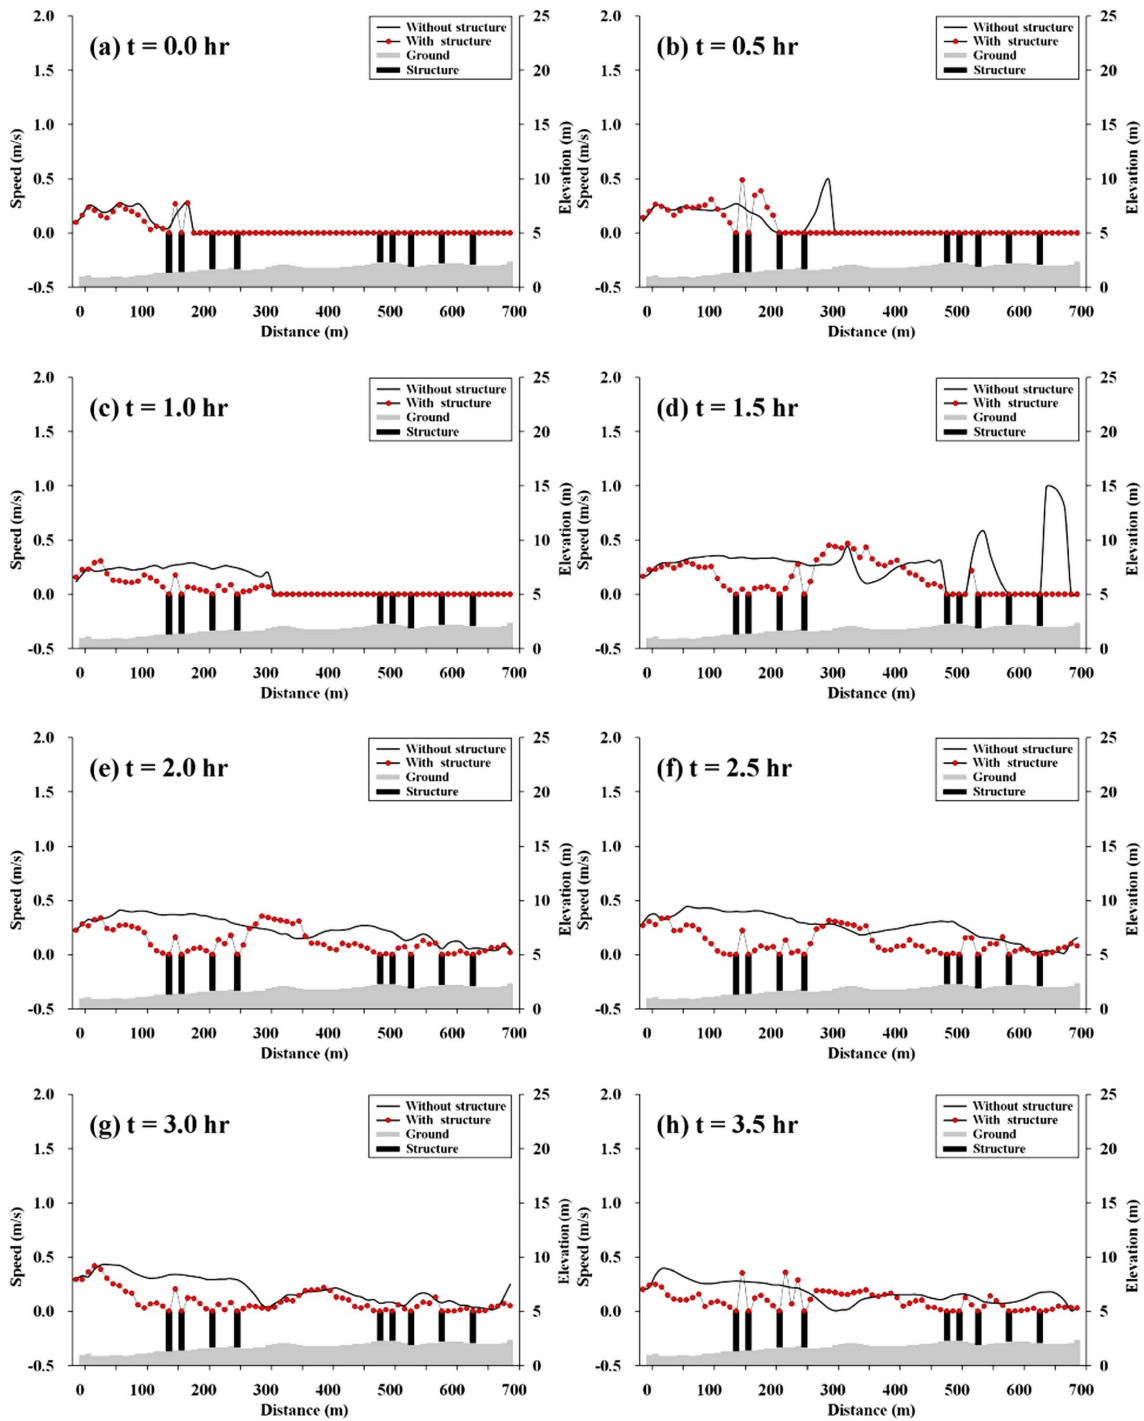 (a) t = 0.0 hr
Without structure
With structure
Ground
Structure
Speed (m/s)
2.0
1.5
1.0
0.5
0.0
-0.5
Elevation (m)
25
20
15
10
5
0
0 100 200 300 400 500 600 700
Distance (m)
(b) t = 0.5 hr
Without structure
With structure
Ground
Structure
Speed (m/s)
2.0
1.5
1.0
0.5
0.0
-0.5
Elevation (m)
25
20
15
10
5
0
0 100 200 300 400 500 600 700
Distance (m)
(c) t = 1.0 hr
Without structure
With structure
Ground
Structure
Speed (m/s)
2.0
1.5
1.0
0.5
0.0
-0.5
Elevation (m)
25
20
15
10
5
0
0 100 200 300 400 500 600 700
Distance (m)
(d) t = 1.5 hr
Without structure
With structure
Ground
Structure
Speed (m/s)
2.0
1.5
1.0
0.5
0.0
-0.5
Elevation (m)
25
20
15
10
5
0
0 100 200 300 400 500 600 700
Distance (m)
(e) t = 2.0 hr
Without structure
With structure
Ground
Structure
Speed (m/s)
2.0
1.5
1.0
0.5
0.0
-0.5
Elevation (m)
25
20
15
10
5
0
0 100 200 300 400 500 600 700
Distance (m)
(f) t = 2.5 hr
Without structure
With structure
Ground
Structure
Speed (m/s)
2.0
1.5
1.0
0.5
0.0
-0.5
Elevation (m)
25
20
15
10
5
0
0 100 200 300 400 500 600 700
Distance (m)
(g) t = 3.0 hr
Without structure
With structure
Ground
Structure
Speed (m/s)
2.0
1.5
1.0
0.5
0.0
-0.5
Elevation (m)
25
20
15
10
5
0
0 100 200 300 400 500 600 700
Distance (m)
(h) t = 3.5 hr
Without structure
With structure
Ground
Structure
Speed (m/s)
2.0
1.5
1.0
0.5
0.0
-0.5
Elevation (m)
25
20
15
10
5
0
0 100 200 300 400 500 600 700
Distance (m)